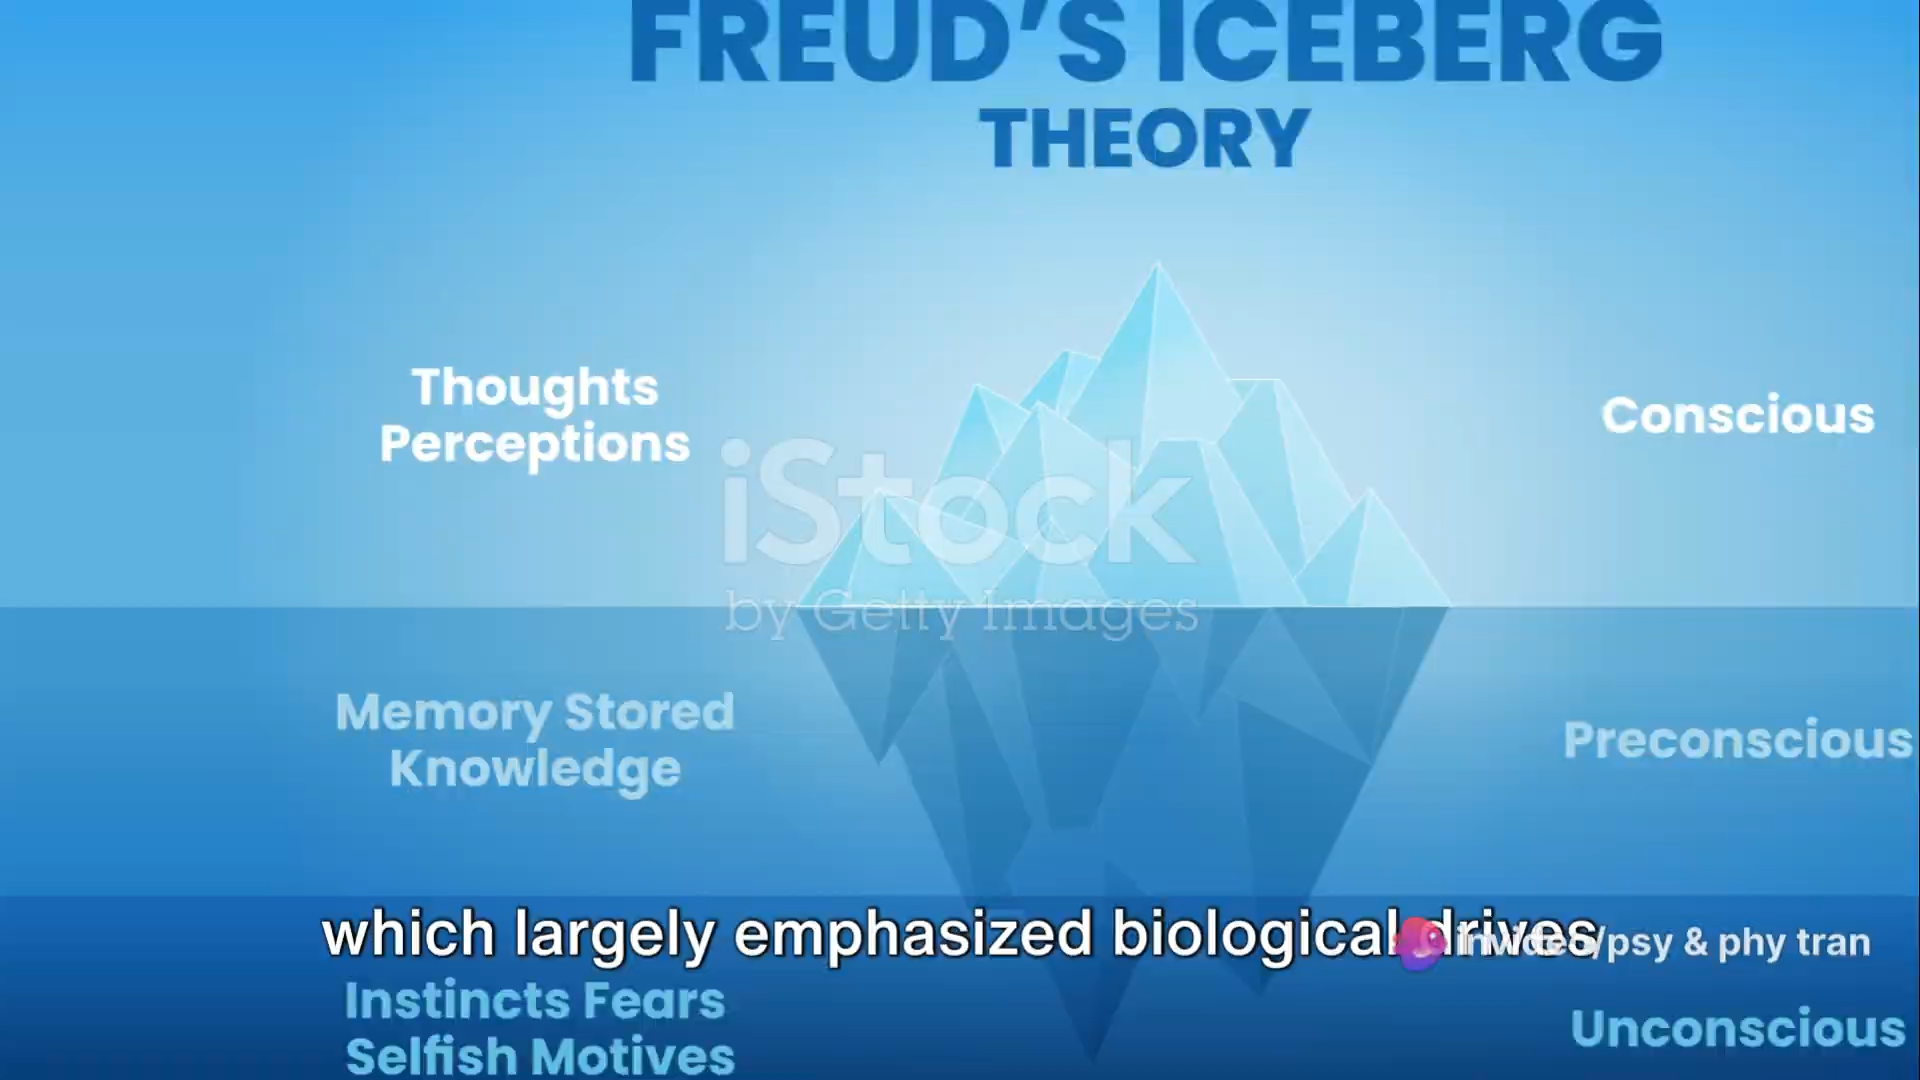 FREUD'S ICEBERG
THEORY
Thoughts
Perceptions
Conscious
iStock
by Getty Images
Memory Stored
Knowledge
Preconscious
which largely emphasized biological drives
invideo/psy & phy tran
Instincts Fears
Selfish Motives
Unconscious